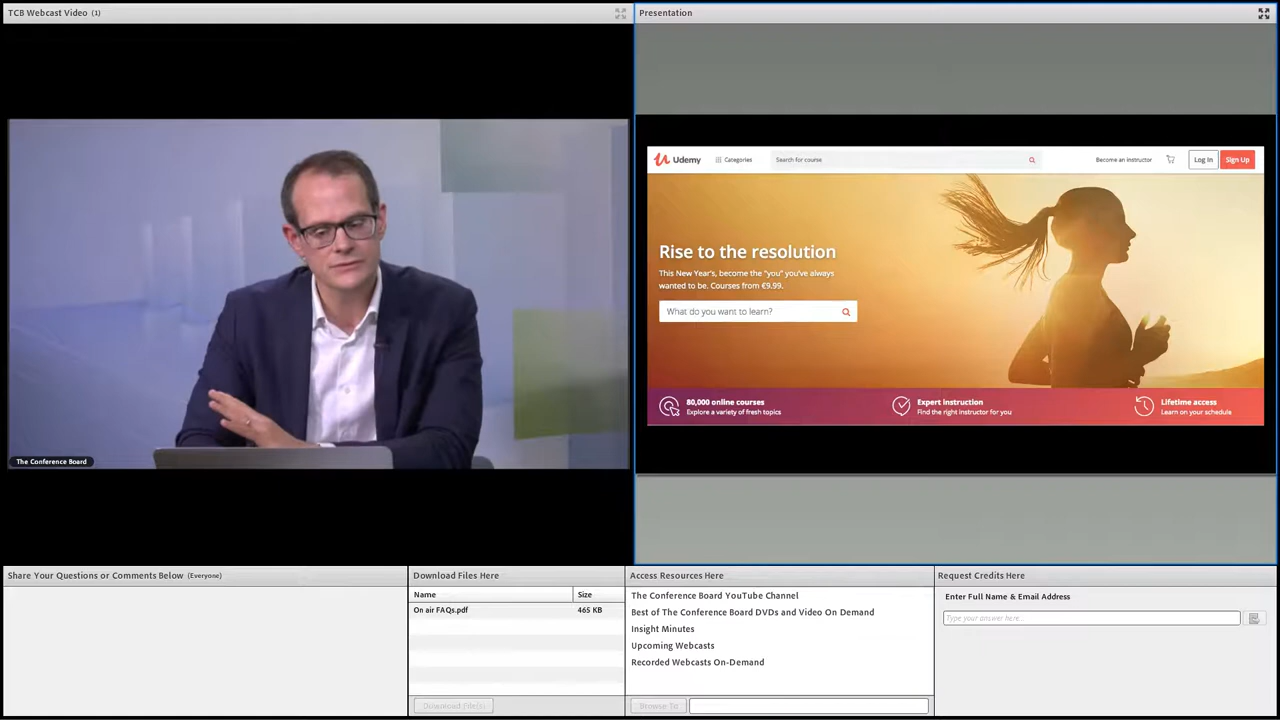 TCB Webcast Video (1)
Presentation
Udemy
Categories
Search for course
Become an instructor
Log In
Sign Up
Rise to the resolution
This New Year's, become the "you" you've always
wanted to be. Courses from €9.99.
What do you want to learn?
80,000 online courses
Explore a variety of fresh topics
Expert instruction
Find the right instructor for you
Lifetime access
Learn on your schedule
The Conference Board
Share Your Questions or Comments Below (Everyone)
Download Files Here
Name
Size
On air FAQs.pdf
465 KB
Download File(s)
Access Resources Here
The Conference Board YouTube Channel
Best of The Conference Board DVDs and Video On Demand
Insight Minutes
Upcoming Webcasts
Recorded Webcasts On-Demand
Browse To
Request Credits Here
Enter Full Name & Email Address
Type your answer here...